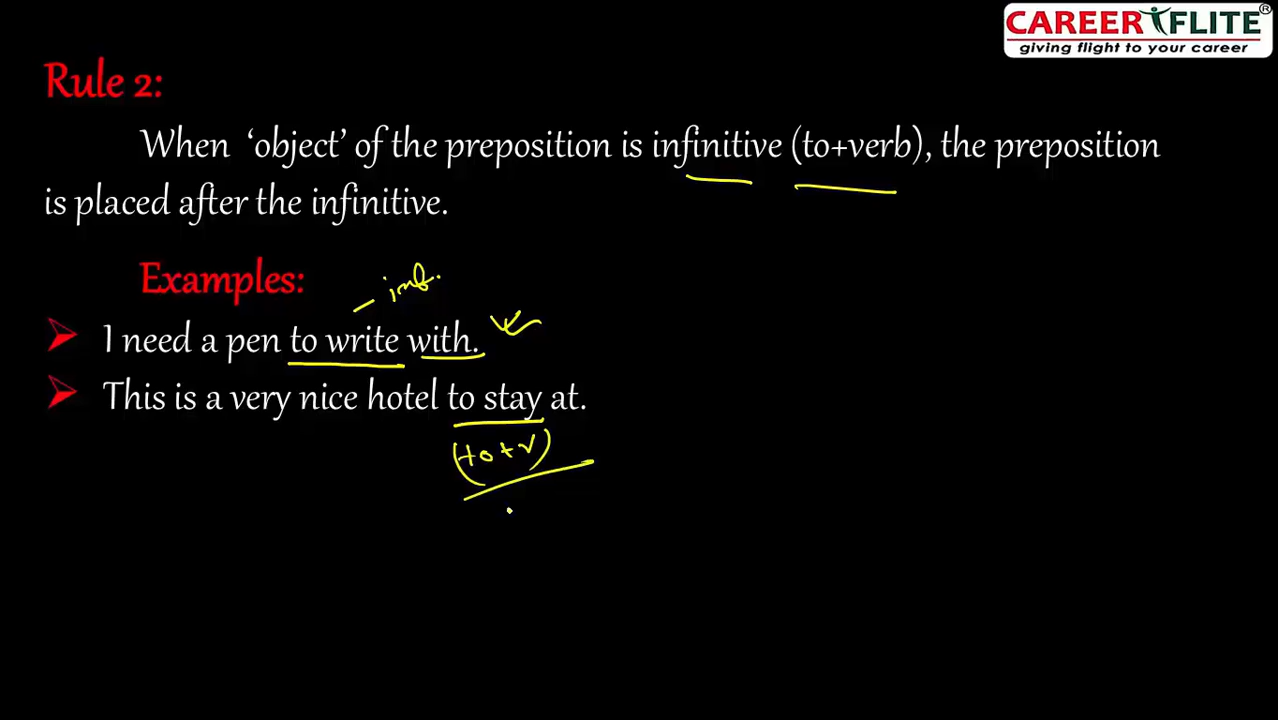 CAREER FLITE®
giving flight to your career
Rule 2:
When 'object' of the preposition is infinitive (to+verb), the preposition
is placed after the infinitive.
Examples:
- inf.
I need a pen to write with.
This is a very nice hotel to stay at.
(to+v)